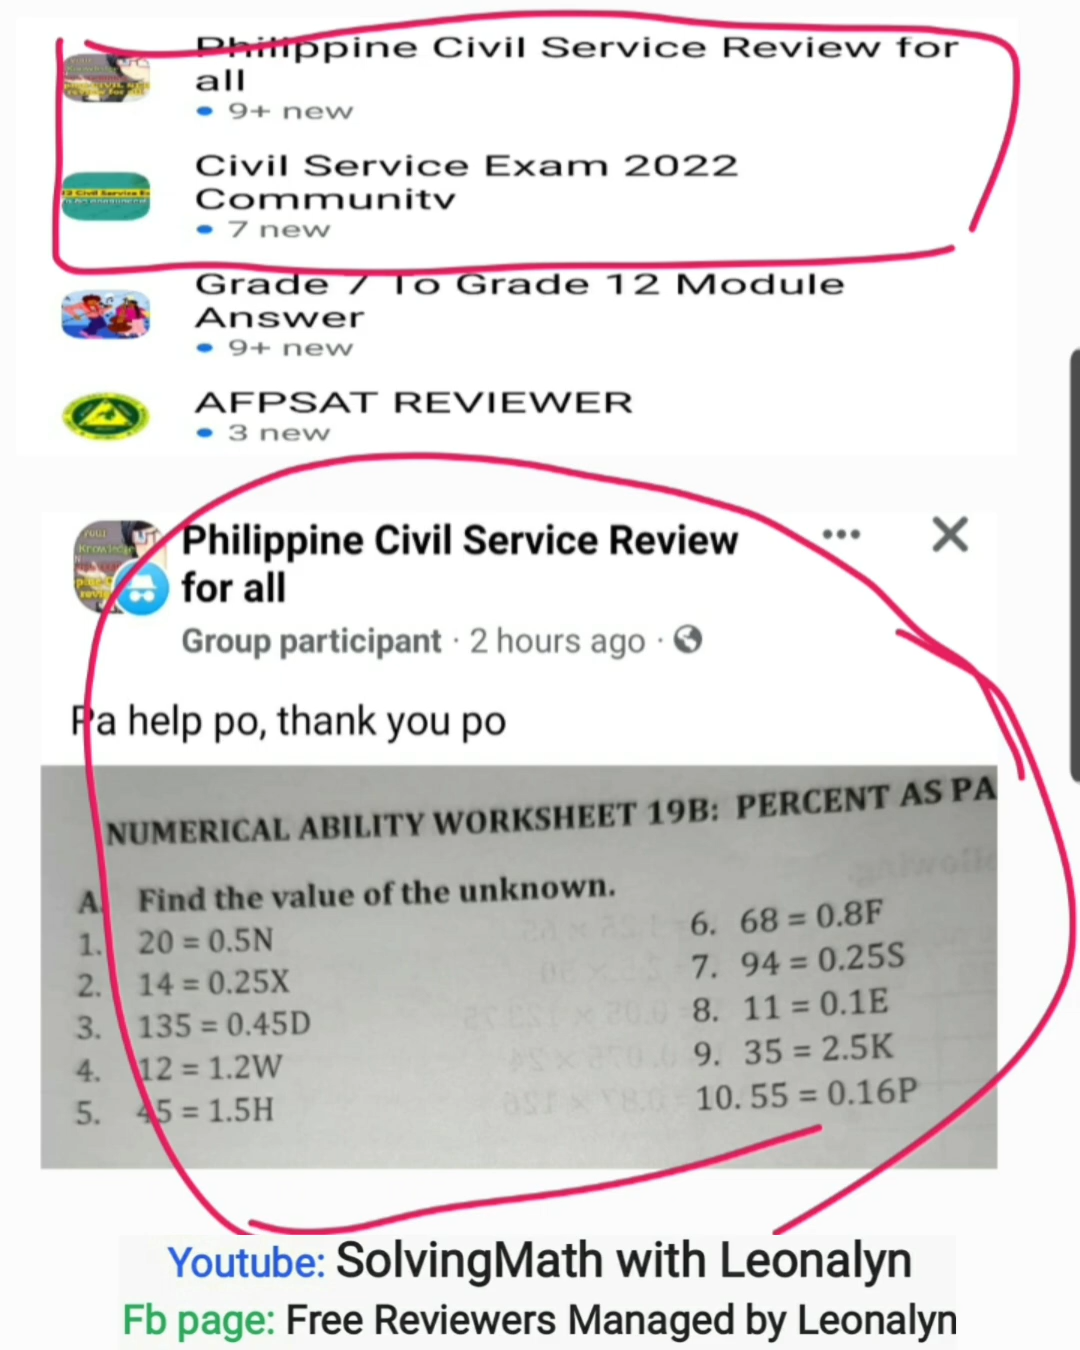 Philippine Civil Service Review for
all
9+ new
Civil Service Exam 2022
Community
7 new
Grade 7 To Grade 12 Module
Answer
9+ new
AFPSAT REVIEWER
3 new
Philippine Civil Service Review
for all
Group participant · 2 hours ago ·
Pa help po, thank you po
NUMERICAL ABILITY WORKSHEET 19B: PERCENT AS PA
A. Find the value of the unknown.
1. 20 = 0.5N
2. 14 = 0.25X
3. 135 = 0.45D
4. 12 = 1.2W
5. 45 = 1.5H
6. 68 = 0.8F
7. 94 = 0.25S
8. 11 = 0.1E
9. 35 = 2.5K
10. 55 = 0.16P
Youtube: SolvingMath with Leonalyn
Fb page: Free Reviewers Managed by Leonalyn